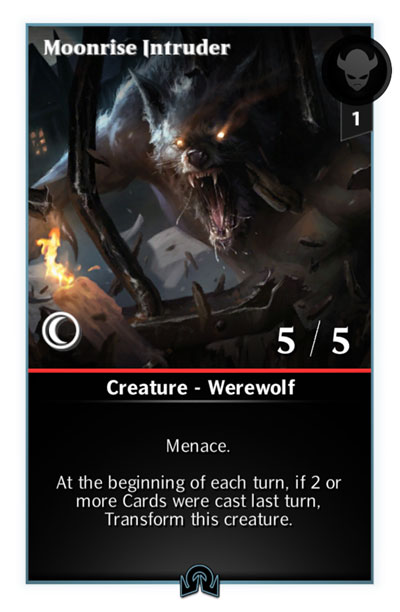 Moonrise Intruder
1
5 / 5
Creature - Werewolf
Menace.
At the beginning of each turn, if 2 or
more Cards were cast last turn,
Transform this creature.